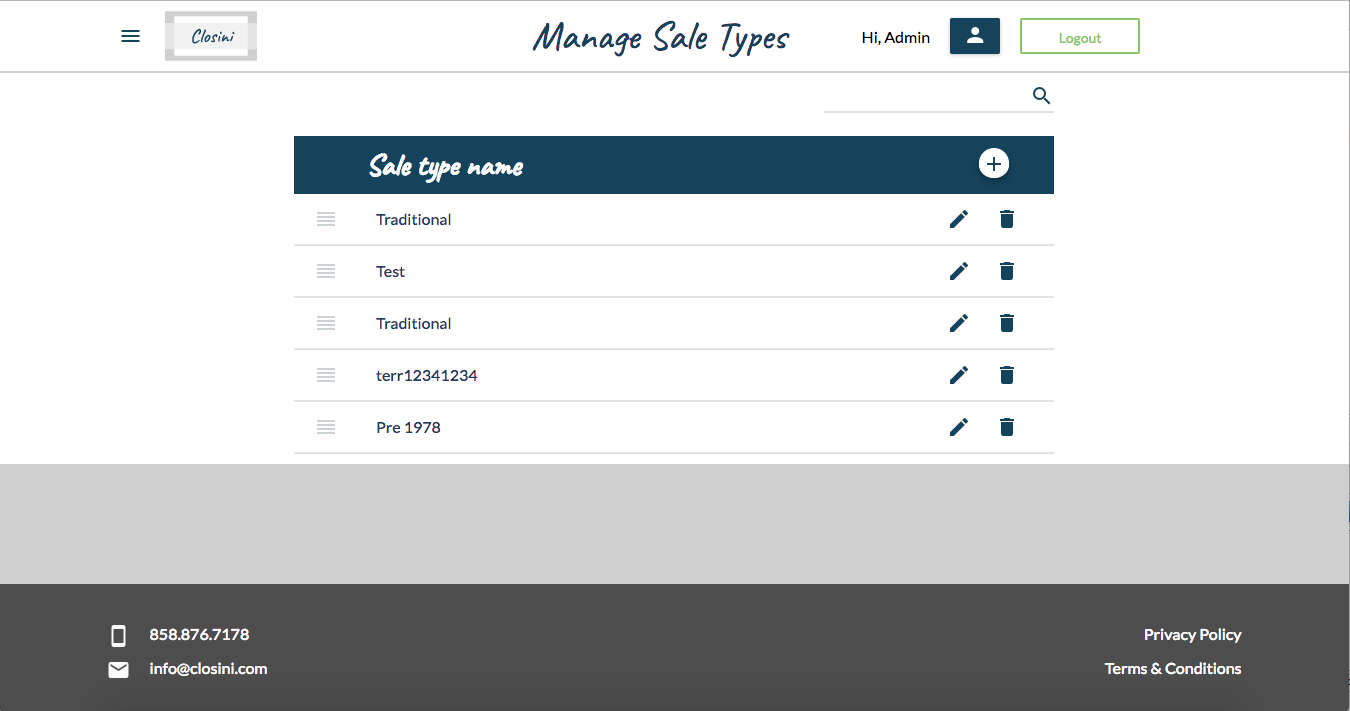 Closini
Manage Sale Types
Hi, Admin
Logout
Sale type name
Traditional
Test
Traditional
terr12341234
Pre 1978
858.876.7178
Privacy Policy
info@closini.com
Terms & Conditions